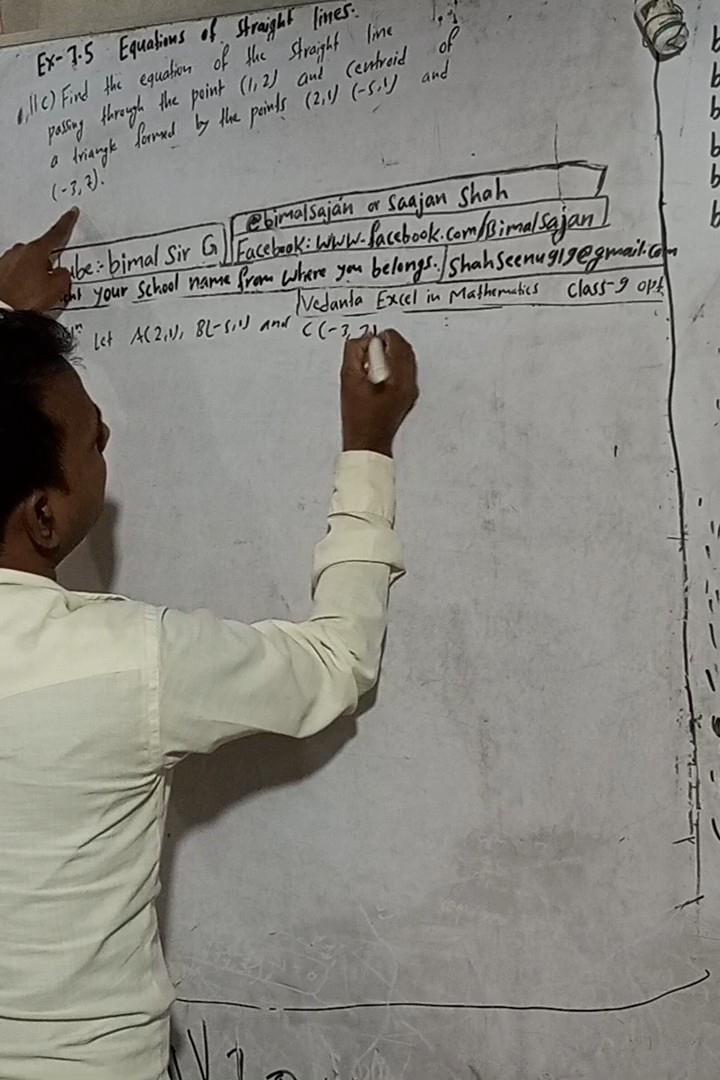 Ex-7.5 Equations of Straight lines.
11 c) Find the equation of the straight line
passing through the point (1, 2) and centroid of
a triangle formed by the points (2,1) (-5,1) and
(-3, 7).
@bimalsajan or Saajan Shah
ube:- bimal Sir G
Facebook: www.facebook.com/Bimalsajan
your school name from where you belongs.
shahseenu919@gmail.com
Vedanta Excel in Mathematics Class-9 opt.
Let A(2,1), B(-5,1) and C(-3, 7)